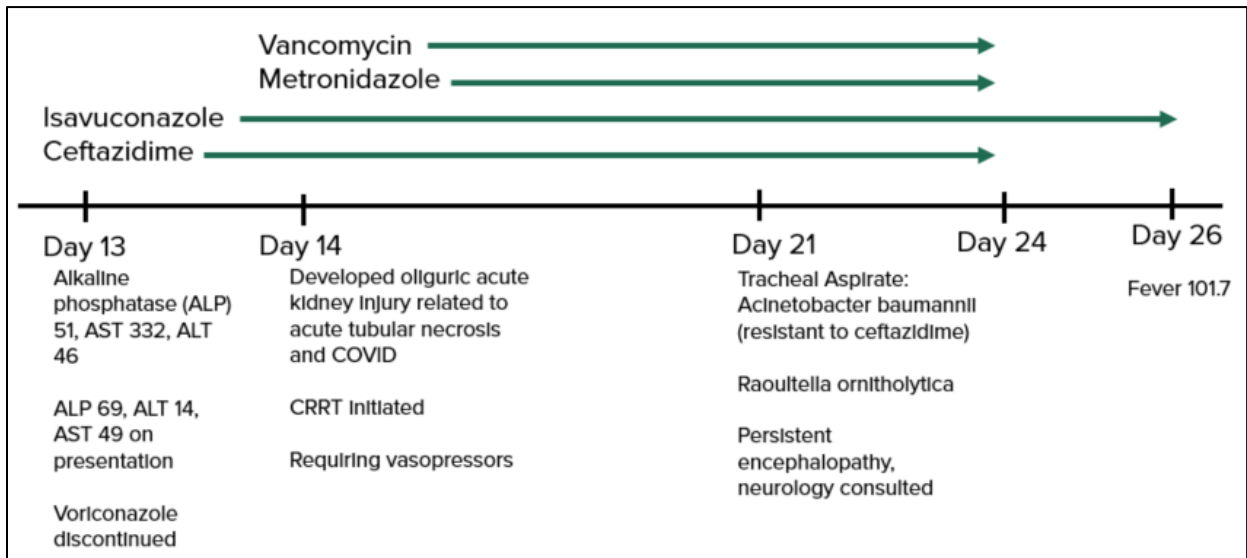 Vancomycin
Metronidazole
Isavuconazole
Ceftazidime
Day 13
Alkaline
phosphatase (ALP)
51, AST 332, ALT
46
ALP 69, ALT 14,
AST 49 on
presentation
Voriconazole
discontinued
Day 14
Developed oliguric acute
kidney injury related to
acute tubular necrosis
and COVID
CRRT initiated
Requiring vasopressors
Day 21
Tracheal Aspirate:
Acinetobacter baumannii
(resistant to ceftazidime)
Raoultella ornitholytica
Persistent
encephalopathy,
neurology consulted
Day 24
Day 26
Fever 101.7